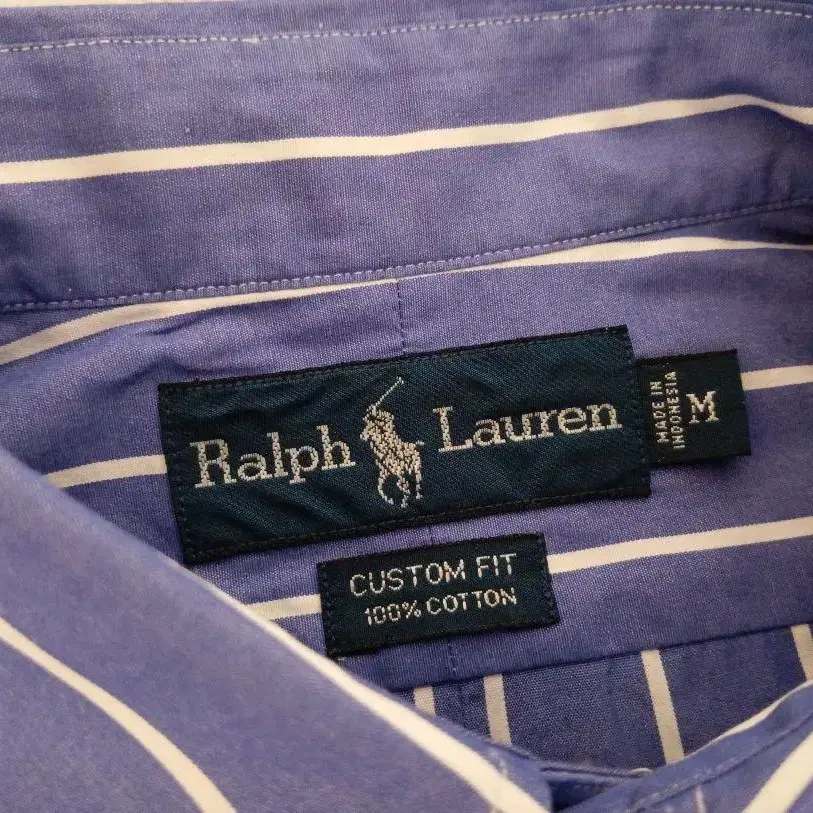 Ralph Lauren
MADE IN
INDONESIA
M
CUSTOM FIT
100% COTTON